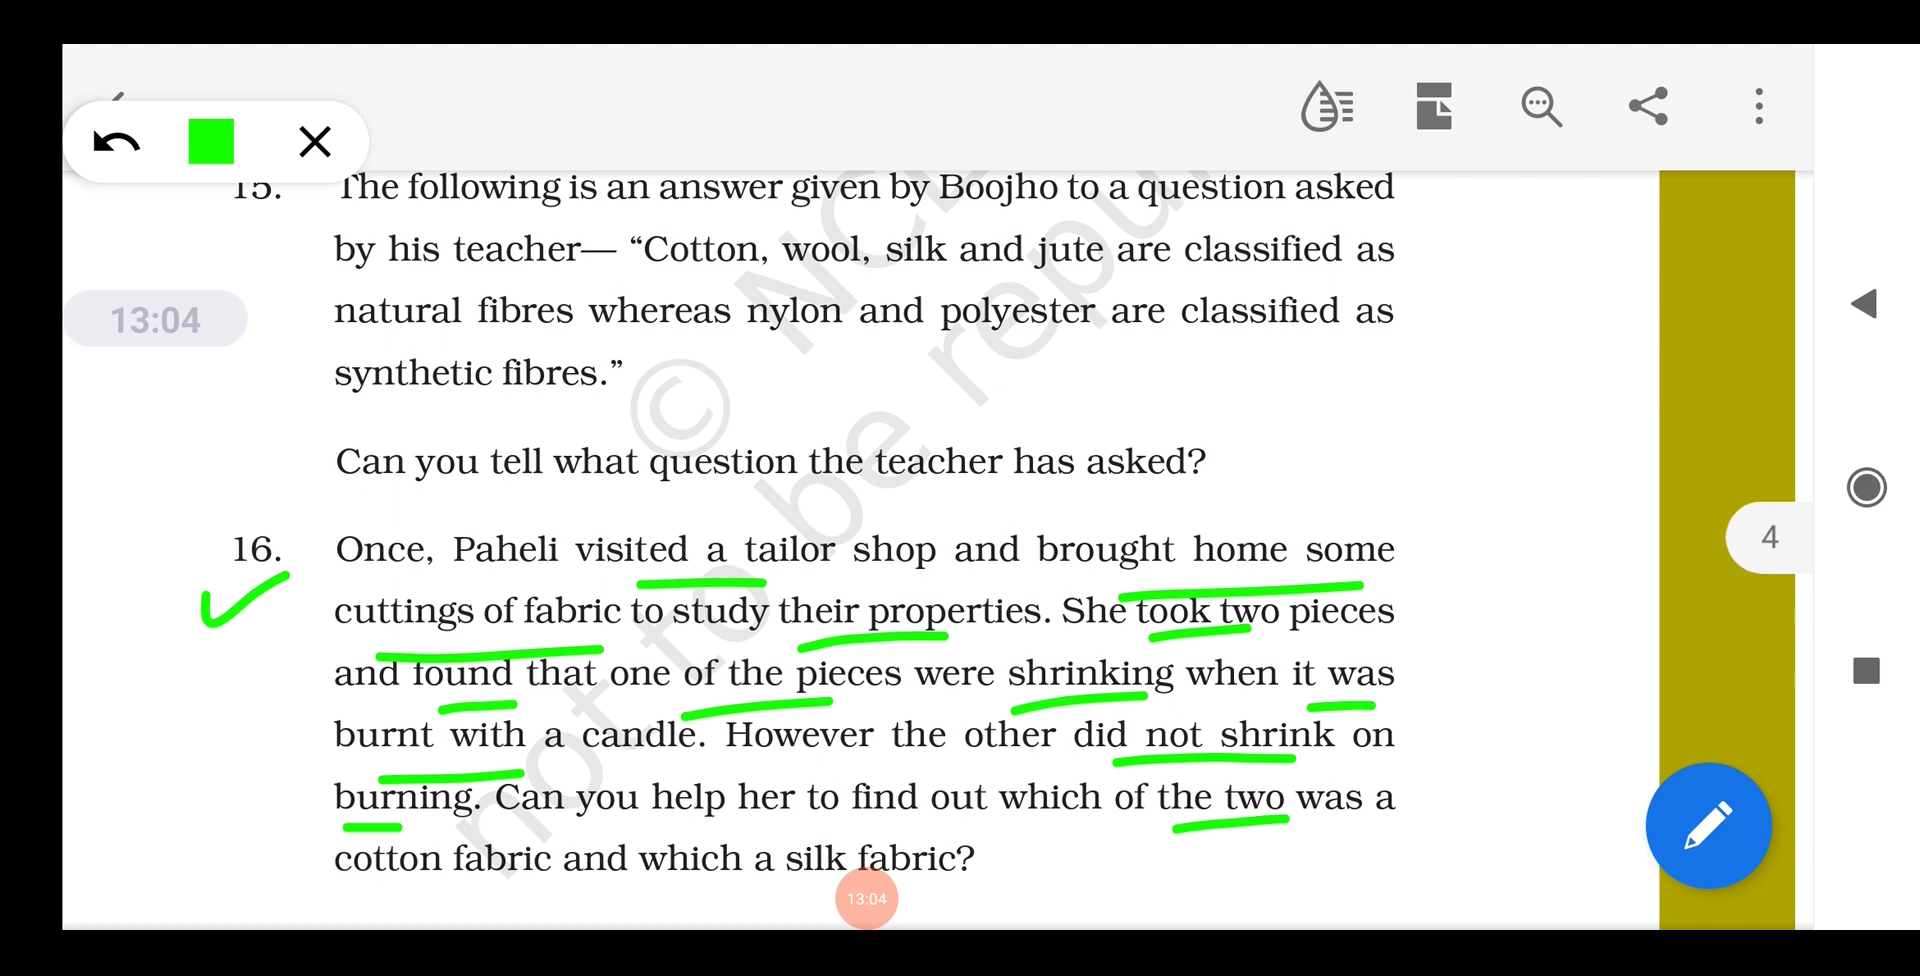 15. The following is an answer given by Boojho to a question asked
by his teacher— “Cotton, wool, silk and jute are classified as
natural fibres whereas nylon and polyester are classified as
synthetic fibres.”
13:04
Can you tell what question the teacher has asked?
4
16. Once, Paheli visited a tailor shop and brought home some
cuttings of fabric to study their properties. She took two pieces
and found that one of the pieces were shrinking when it was
burnt with a candle. However the other did not shrink on
burning. Can you help her to find out which of the two was a
cotton fabric and which a silk fabric?
13:04
© NC
not to be repu